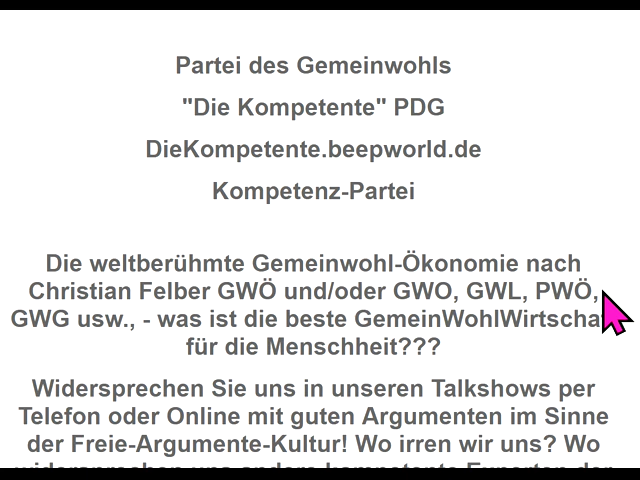 Partei des Gemeinwohls
"Die Kompetente" PDG
DieKompetente.beepworld.de
Kompetenz-Partei
Die weltberühmte Gemeinwohl-Ökonomie nach
Christian Felber GWÖ und/oder GWO, GWL, PWÖ,
GWG usw., - was ist die beste
für die Menschheit???
Widersprechen Sie uns in unseren Talkshows per
Telefon oder Online mit guten Argumenten im Sinne
der Freie-Argumente-Kultur! Wo irren wir uns? Wo